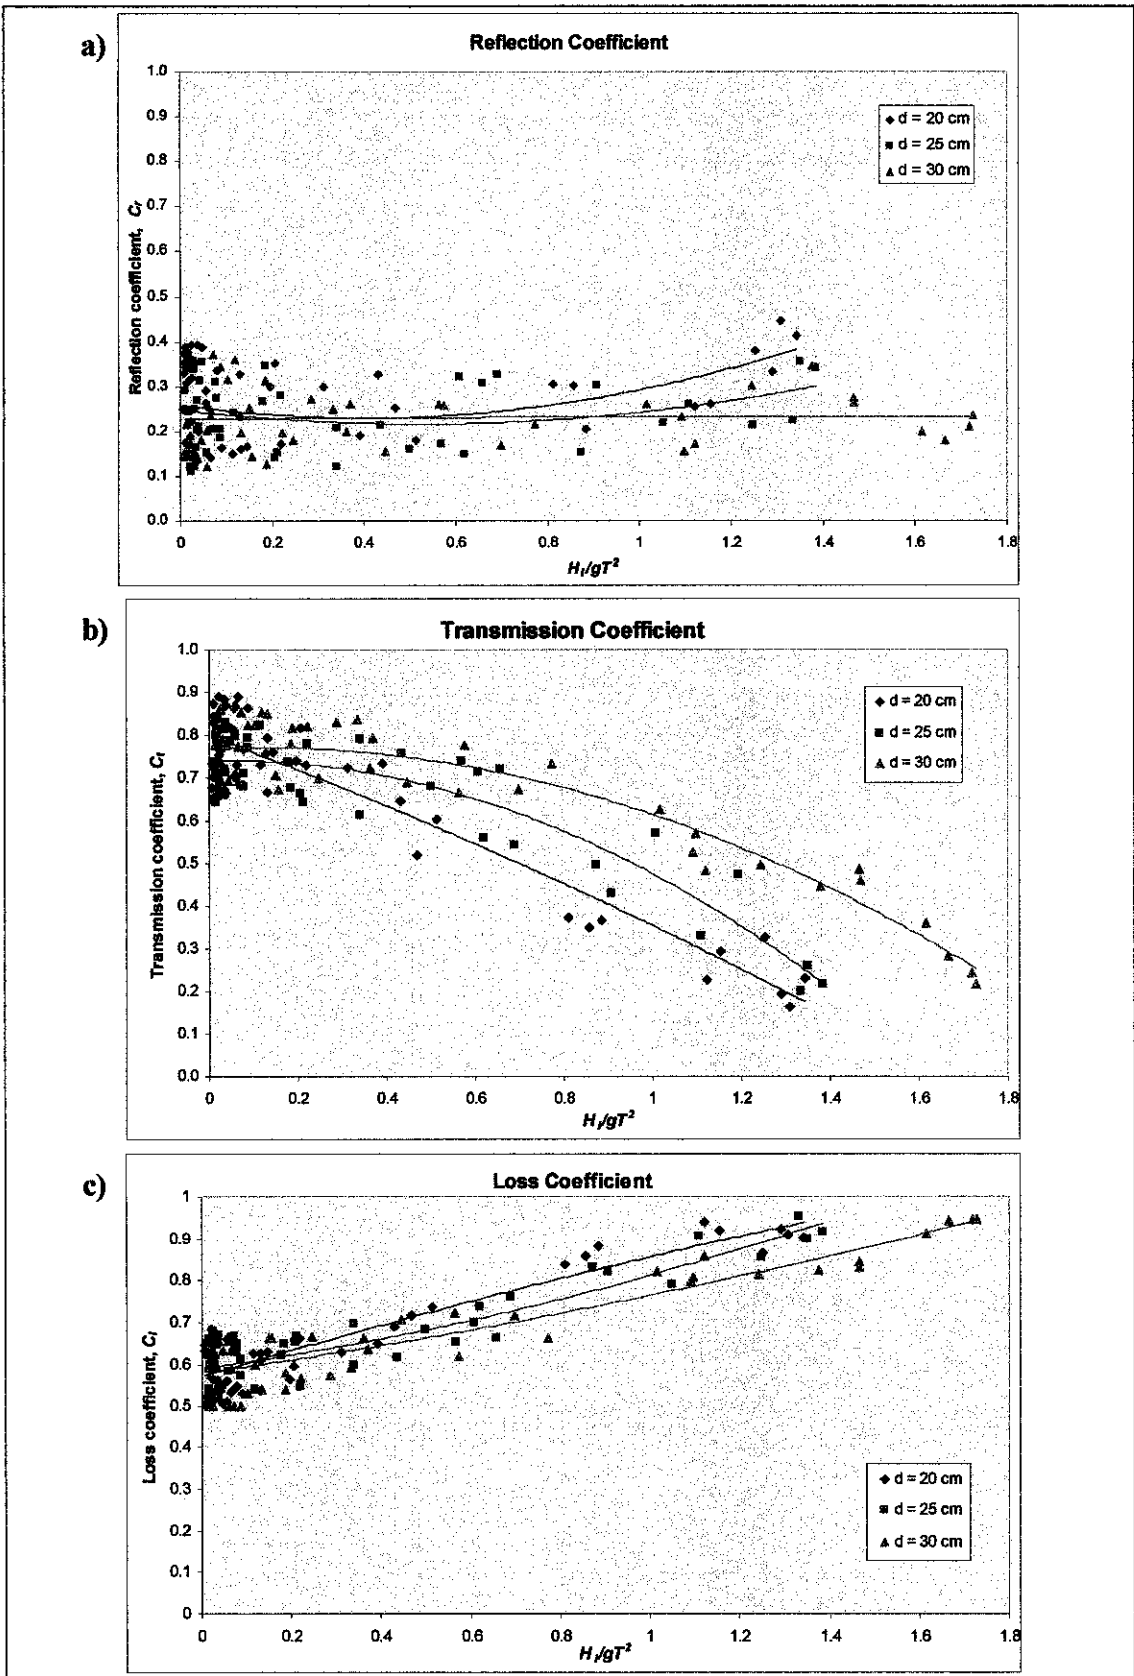 a)
Reflection Coefficient
1.0
0.9
0.8
0.7
0.6
0.5
0.4
0.3
0.2
0.1
0.0
Reflection coefficient, Cr
d = 20 cm
d = 25 cm
d = 30 cm
0 0.2 0.4 0.6 0.8 1 1.2 1.4 1.6 1.8
Hi/gT²
b)
Transmission Coefficient
1.0
0.9
0.8
0.7
0.6
0.5
0.4
0.3
0.2
0.1
0.0
Transmission coefficient, Ct
d = 20 cm
d = 25 cm
d = 30 cm
0 0.2 0.4 0.6 0.8 1 1.2 1.4 1.6 1.8
Hi/gT²
c)
Loss Coefficient
1
0.9
0.8
0.7
0.6
0.5
0.4
0.3
0.2
0.1
0
Loss coefficient, Cl
d = 20 cm
d = 25 cm
d = 30 cm
0 0.2 0.4 0.6 0.8 1 1.2 1.4 1.6 1.8
Hi/gT²